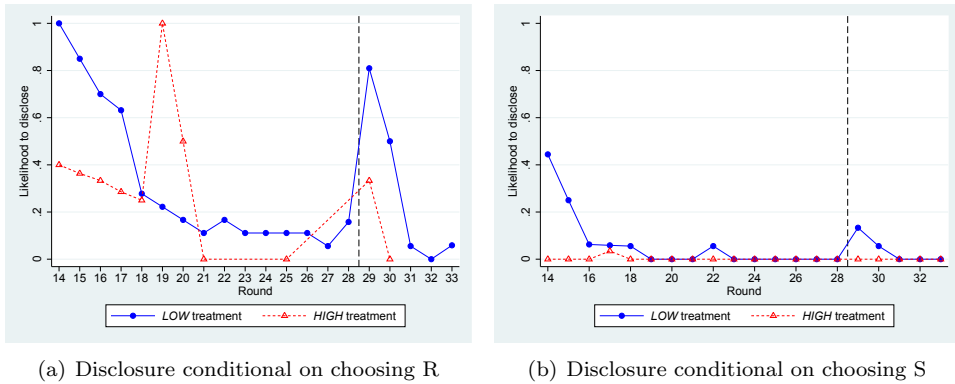 Likelihood to disclose
1
.8
.6
.4
.2
0
14 15 16 17 18 19 20 21 22 23 24 25 26 27 28 29 30 31 32 33
Round
LOW treatment HIGH treatment
(a) Disclosure conditional on choosing R
Likelihood to disclose
1
.8
.6
.4
.2
0
14 16 18 20 22 24 26 28 30 32
Round
LOW treatment HIGH treatment
(b) Disclosure conditional on choosing S